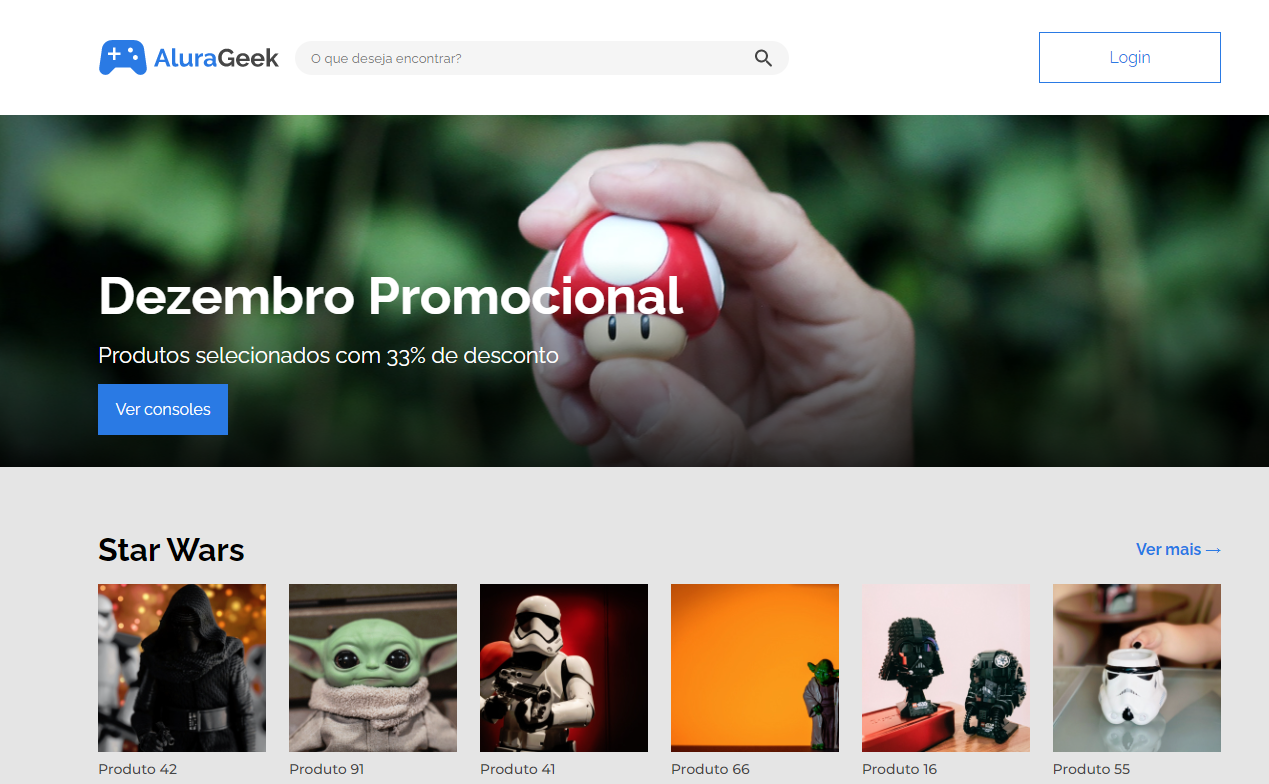 AluraGeek
O que deseja encontrar?
Login
Dezembro Promocional
Produtos selecionados com 33% de desconto
Ver consoles
Star Wars
Ver mais →
Produto 42
Produto 91
Produto 41
Produto 66
Produto 16
Produto 55